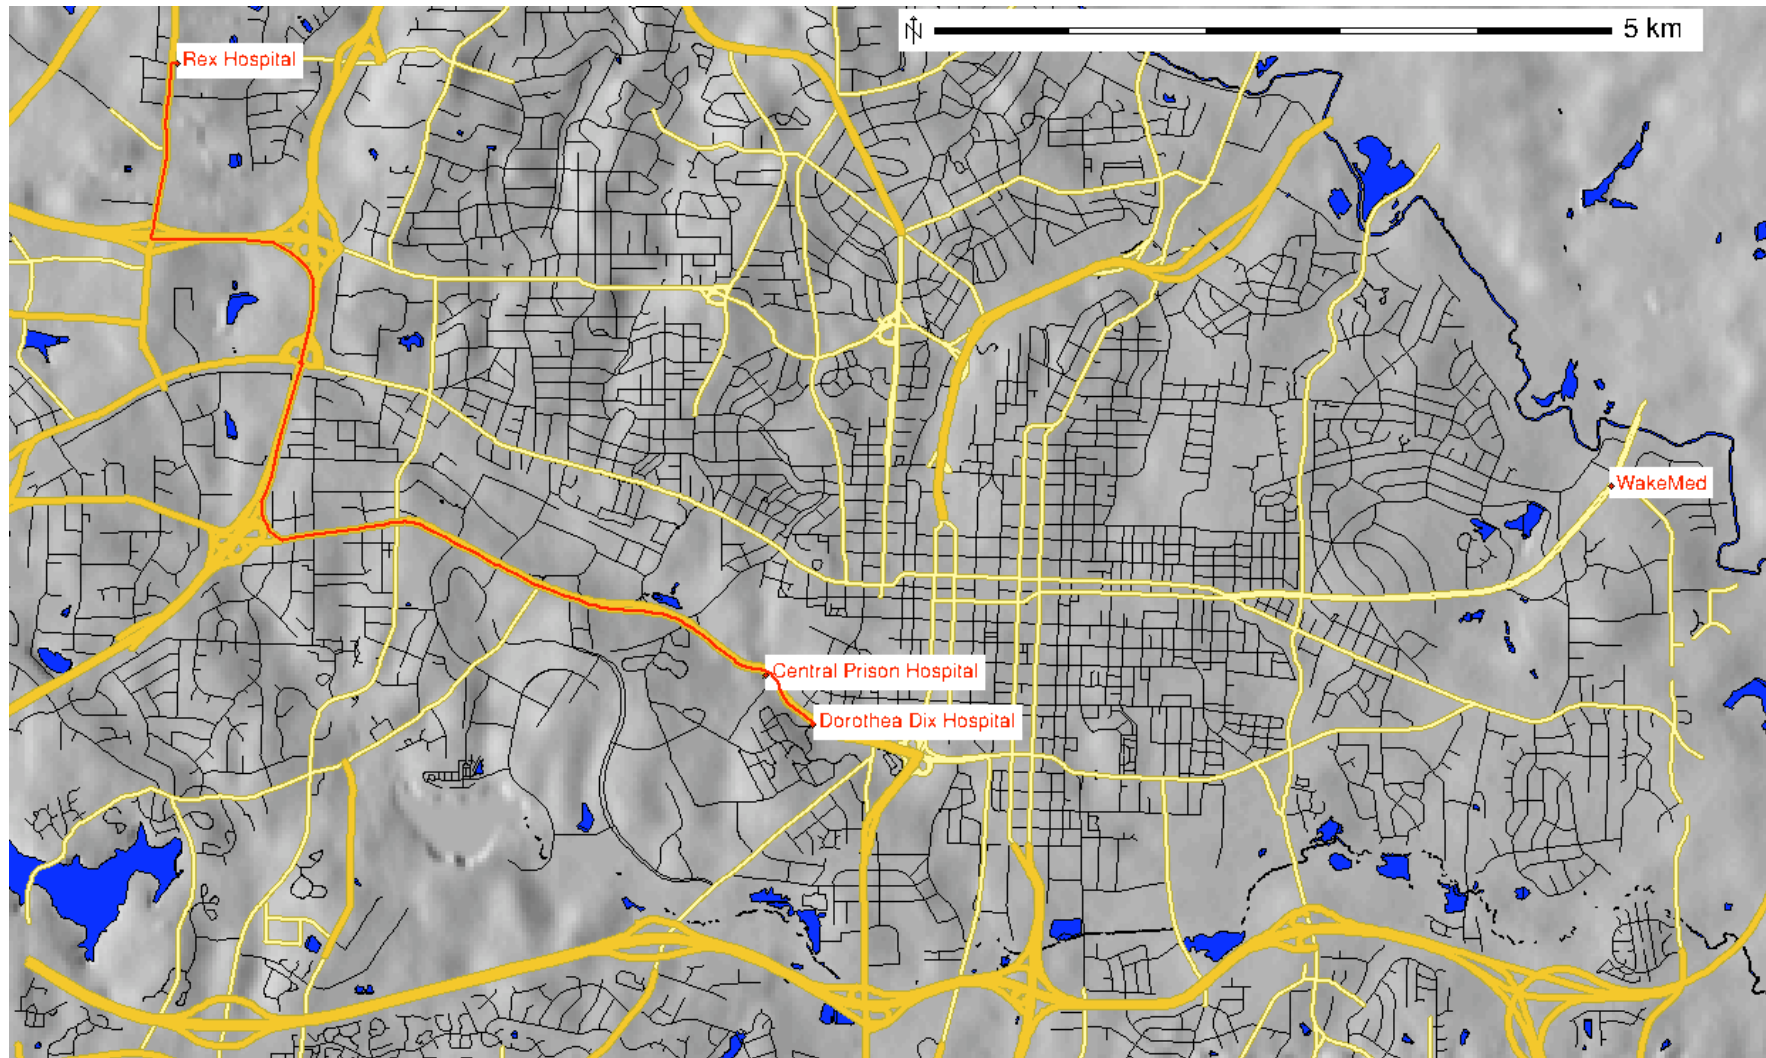 N
5 km
Rex Hospital
WakeMed
Central Prison Hospital
Dorothea Dix Hospital